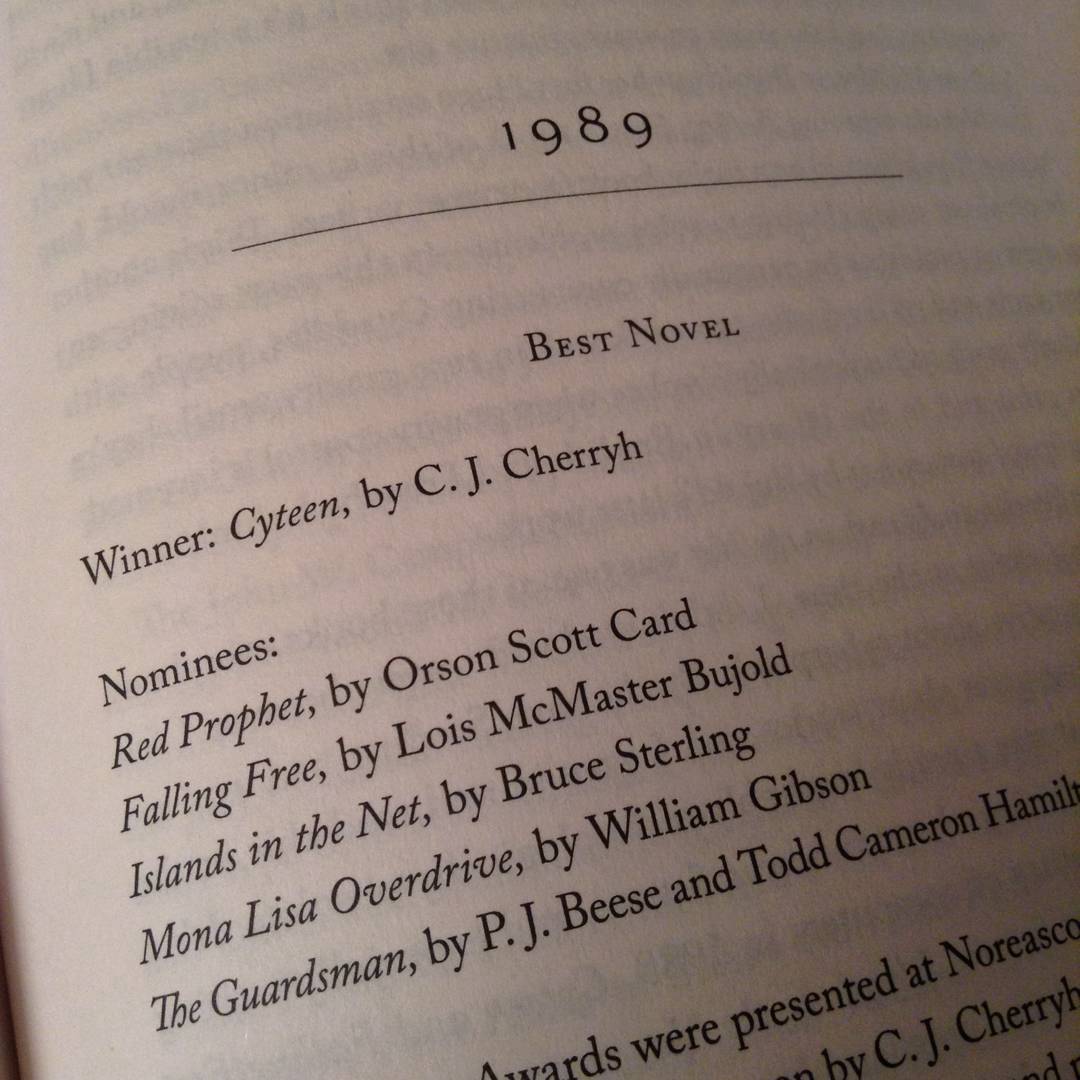 1989
Best Novel
Winner: Cyteen, by C. J. Cherryh
Nominees:
Red Prophet, by Orson Scott Card
Falling Free, by Lois McMaster Bujold
Islands in the Net, by Bruce Sterling
Mona Lisa Overdrive, by William Gibson
The Guardsman, by P. J. Beese and Todd Cameron Hamilt
Awards were presented at Noreasco
by C. J. Cherryh